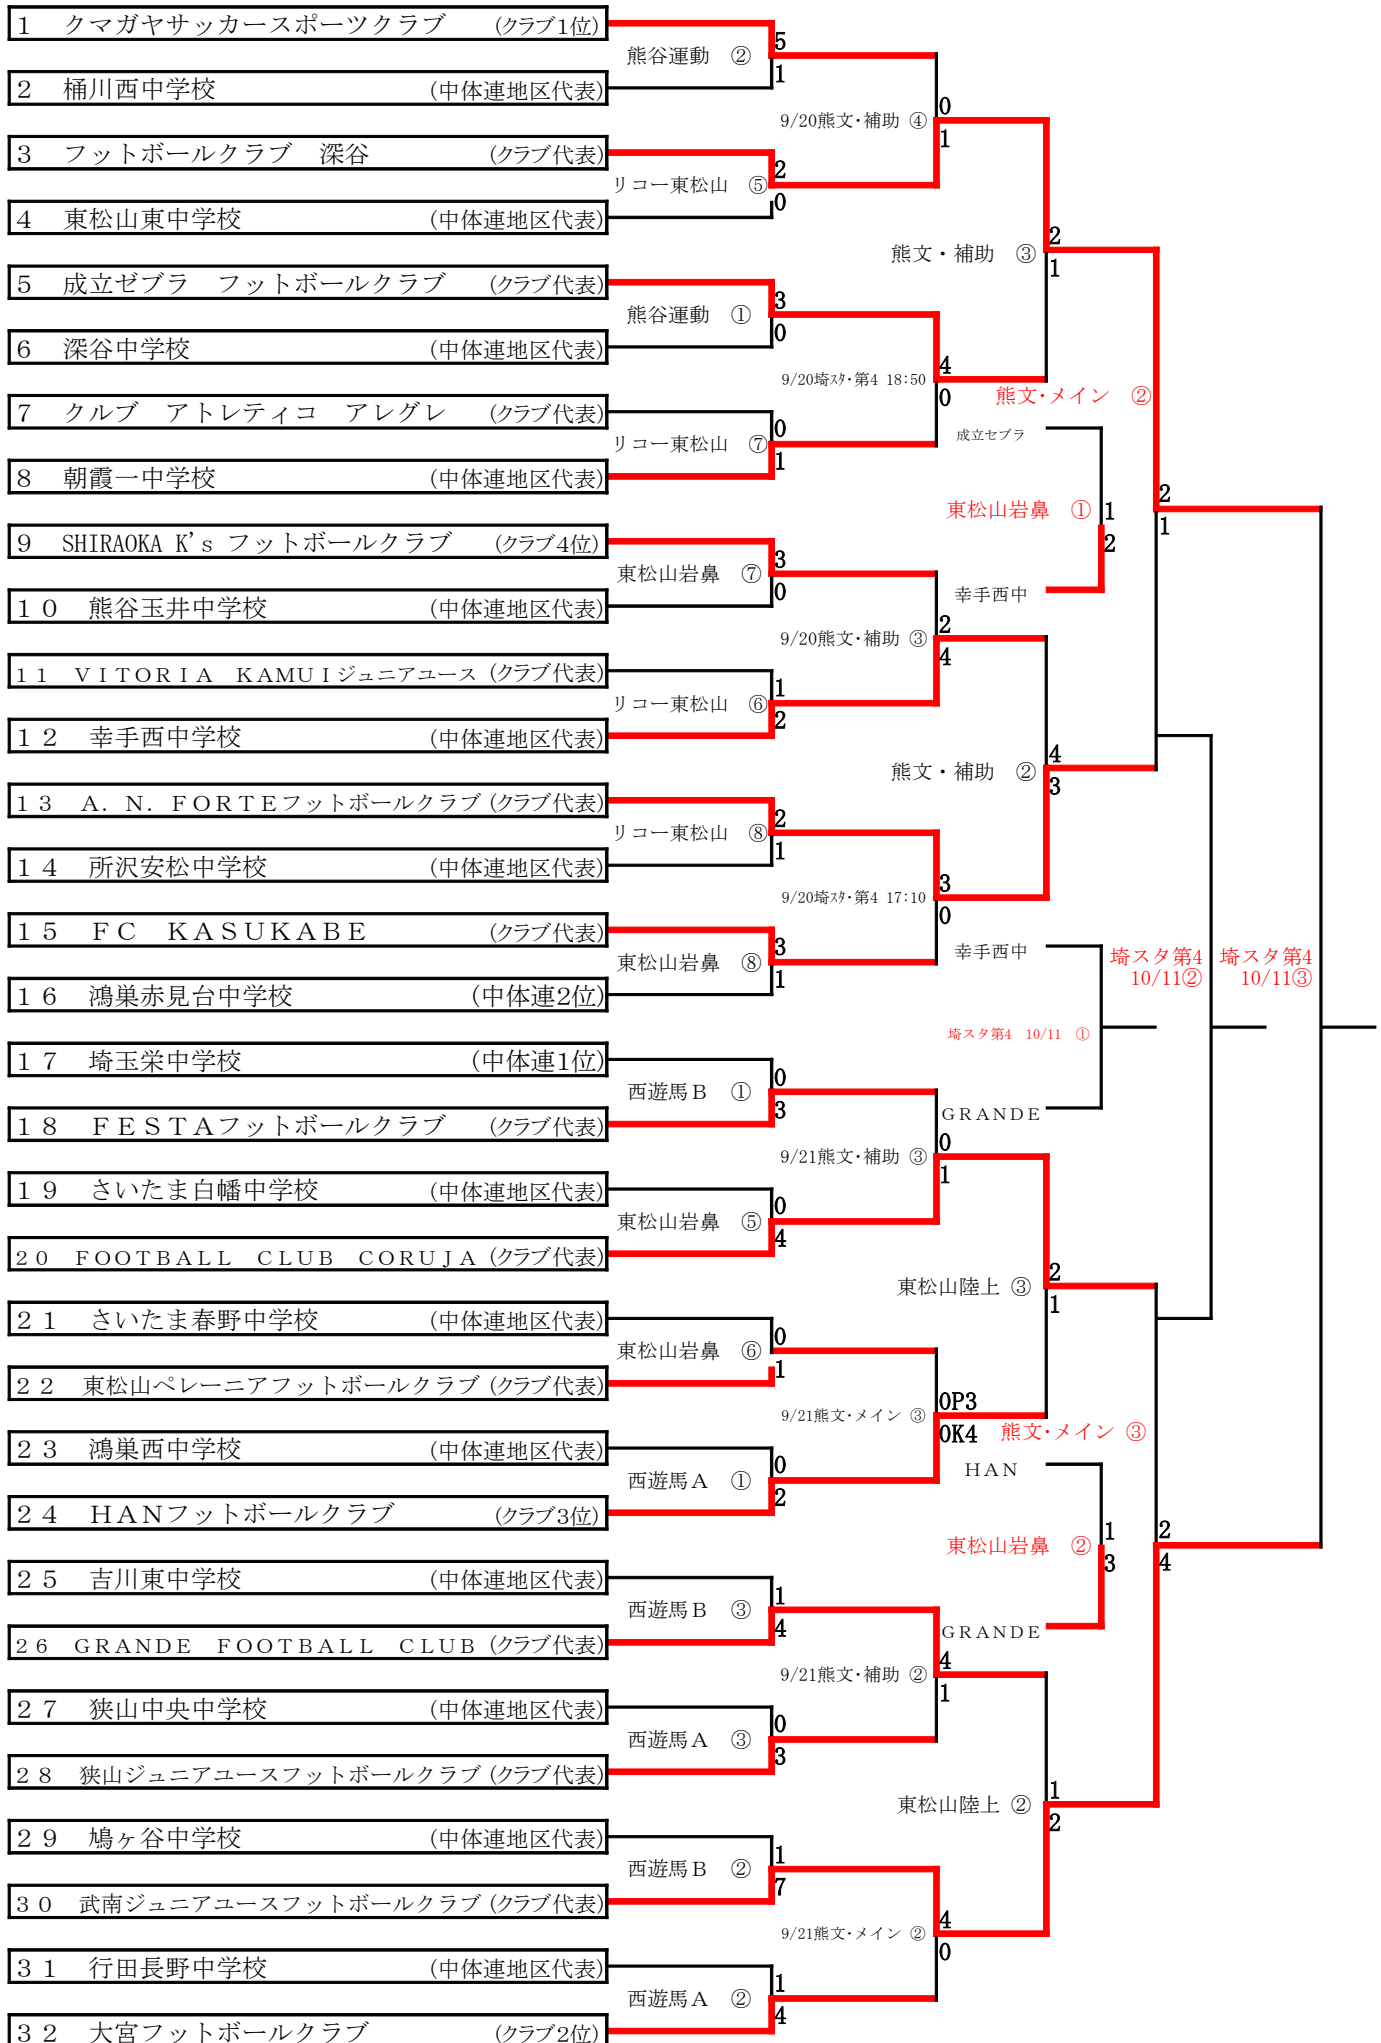 1 クマガヤサッカースポーツクラブ (クラブ1位)
5
熊谷運動 ②
1
2 桶川西中学校 (中体連地区代表)
0
9/20熊文・補助 ④
1
3 フットボールクラブ 深谷 (クラブ代表)
2
リコー東松山 ⑤
0
4 東松山東中学校 (中体連地区代表)
2
熊文・補助 ③
1
5 成立ゼブラ フットボールクラブ (クラブ代表)
3
熊谷運動 ①
0
6 深谷中学校 (中体連地区代表)
4
9/20埼スタ・第4 18:50
0
熊文・メイン ②
7 クルブ アトレティコ アレグレ (クラブ代表)
0
リコー東松山 ⑦
1
成立ゼブラ
8 朝霞一中学校 (中体連地区代表)
2
1
東松山岩鼻 ① 1
2
9 SHIRAOKA K's フットボールクラブ (クラブ4位)
3
東松山岩鼻 ⑦
0
幸手西中
10 熊谷玉井中学校 (中体連地区代表)
2
9/20熊文・補助 ③
4
11 VITORIA KAMUIジュニアユース (クラブ代表)
1
リコー東松山 ⑥
2
12 幸手西中学校 (中体連地区代表)
4
熊文・補助 ②
3
13 A. N. FORTEフットボールクラブ (クラブ代表)
2
リコー東松山 ⑧
1
14 所沢安松中学校 (中体連地区代表)
3
9/20埼スタ・第4 17:10
0
15 FC KASUKABE (クラブ代表)
3
東松山岩鼻 ⑧
1
幸手西中
埼スタ第4
10/11②
埼スタ第4
10/11③
16 鴻巣赤見台中学校 (中体連2位)
埼スタ第4 10/11 ①
17 埼玉栄中学校 (中体連1位)
0
西遊馬B ①
3
GRANDE
18 FESTAフットボールクラブ (クラブ代表)
0
9/21熊文・補助 ③
1
19 さいたま白幡中学校 (中体連地区代表)
0
東松山岩鼻 ⑤
4
20 FOOTBALL CLUB CORUJA (クラブ代表)
2
東松山陸上 ③
1
21 さいたま春野中学校 (中体連地区代表)
0
東松山岩鼻 ⑥
1
22 東松山ペレーニアフットボールクラブ (クラブ代表)
0P3
9/21熊文・メイン ③
0K4
熊文・メイン ③
23 鴻巣西中学校 (中体連地区代表)
0
西遊馬A ①
2
HAN
24 HANフットボールクラブ (クラブ3位)
2
4
東松山岩鼻 ② 1
3
25 吉川東中学校 (中体連地区代表)
1
西遊馬B ③
4
GRANDE
26 GRANDE FOOTBALL CLUB (クラブ代表)
4
9/21熊文・補助 ②
1
27 狭山中央中学校 (中体連地区代表)
0
西遊馬A ③
3
28 狭山ジュニアユースフットボールクラブ (クラブ代表)
1
東松山陸上 ②
2
29 鳩ヶ谷中学校 (中体連地区代表)
1
西遊馬B ②
7
30 武南ジュニアユースフットボールクラブ (クラブ代表)
4
9/21熊文・メイン ②
0
31 行田長野中学校 (中体連地区代表)
1
西遊馬A ②
4
32 大宮フットボールクラブ (クラブ2位)